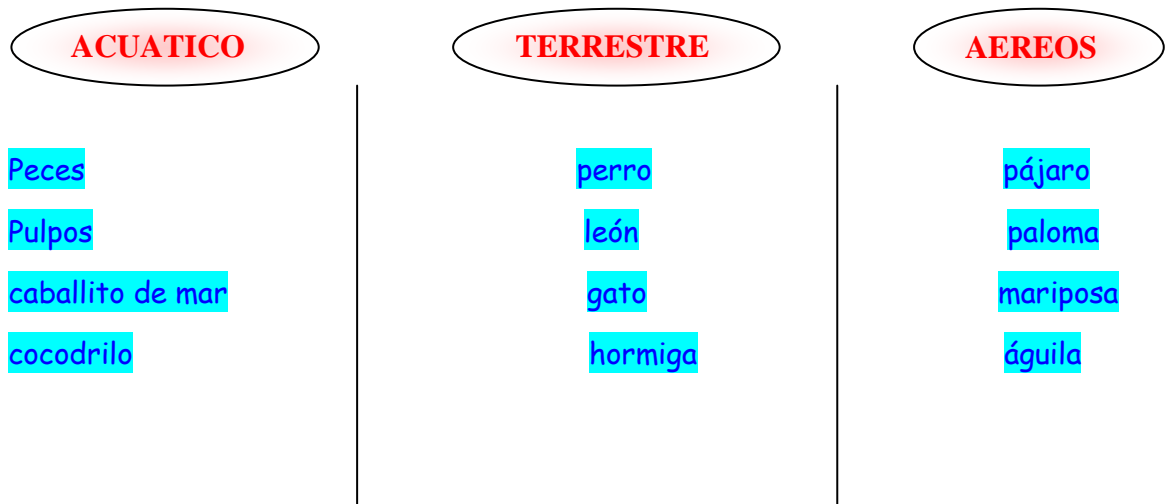 ACUATICO TERRESTRE AEREOS
Peces perro pájaro
Pulpos león paloma
caballito de mar gato mariposa
cocodrilo hormiga águila